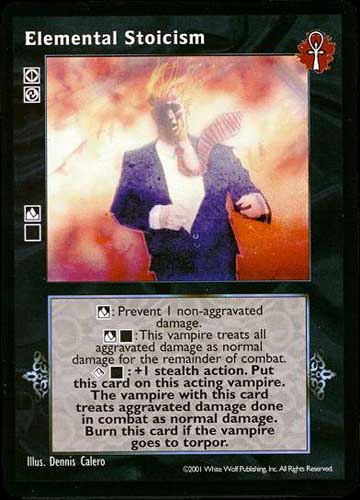 Elemental Stoicism
: Prevent 1 non-aggravated
damage.
:This vampire treats all
aggravated damage as normal
damage for the remainder of combat.
: +1 stealth action. Put
this card on this acting vampire.
The vampire with this card
treats aggravated damage done
in combat as normal damage.
Burn this card if the vampire
goes to torpor.
Illus. Dennis Calero
©2001 White Wolf Publishing, Inc. All Rights Reserved.